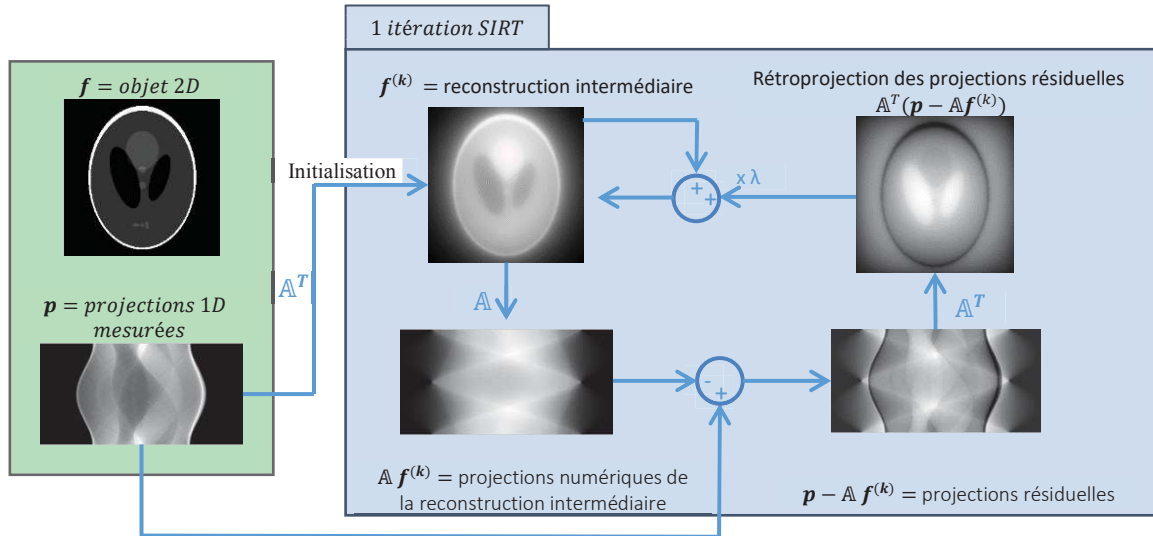 1 itération SIRT
f = objet 2D
p = projections 1D
mesurées
Initialisation
𝔸ᵀ
f⁽ᵏ⁾ = reconstruction intermédiaire
Rétroprojection des projections résiduelles
𝔸ᵀ(p − 𝔸f⁽ᵏ⁾)
+
+
x λ
𝔸
𝔸ᵀ
-
+
𝔸 f⁽ᵏ⁾ = projections numériques de
la reconstruction intermédiaire
p − 𝔸 f⁽ᵏ⁾ = projections résiduelles